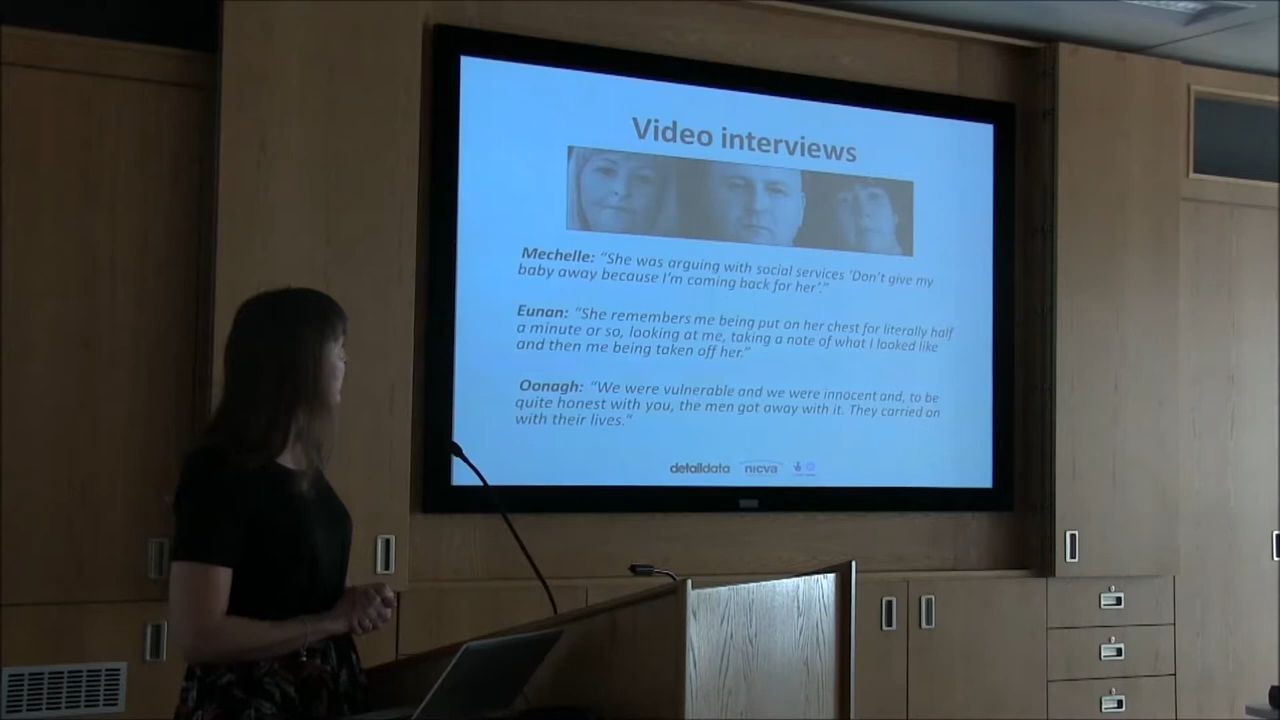 Video interviews
Mechelle: “She was arguing with social services ‘Don’t give my
baby away because I’m coming back for her’.”
Eunan: “She remembers me being put on her chest for literally half
a minute or so, looking at me, taking a note of what I looked like
and then me being taken off her.”
Oonagh: “We were vulnerable and we were innocent and, to be
quite honest with you, the men got away with it. They carried on
with their lives.”
detaildata nicva